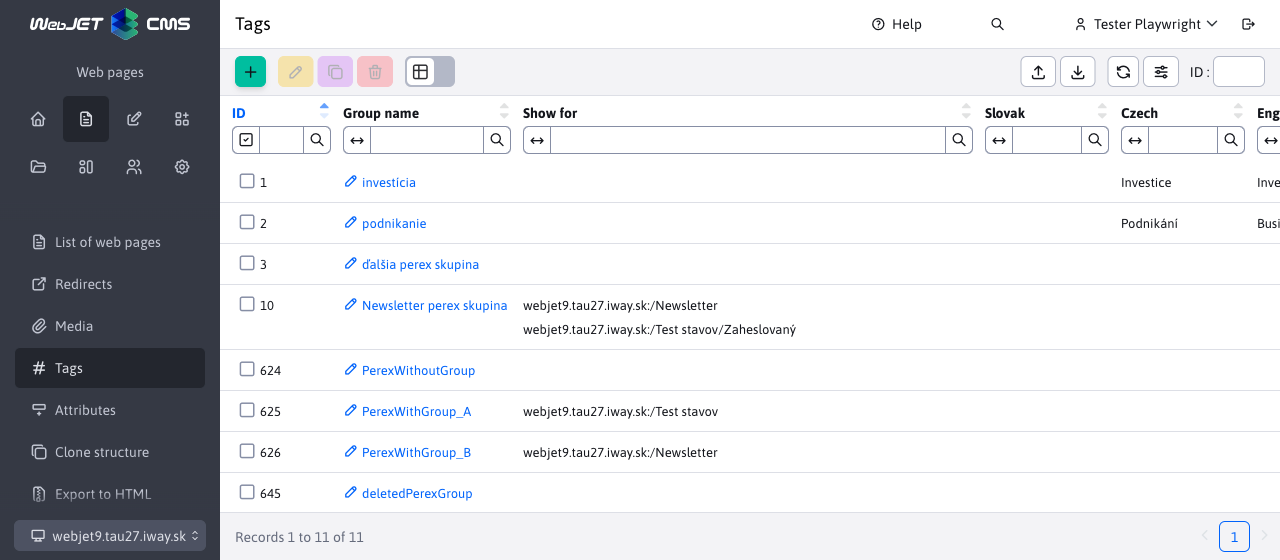 WebJET CMS
Web pages
List of web pages
Redirects
Media
Tags
Attributes
Clone structure
Export to HTML
webjet9.tau27.iway.sk
Tags
Help
Tester Playwright
ID :
ID Group name Show for Slovak Czech Eng
1 investícia Investice Inve
2 podnikanie Podnikání Busi
3 ďalšia perex skupina
10 Newsletter perex skupina webjet9.tau27.iway.sk:/Newsletter
webjet9.tau27.iway.sk:/Test stavov/Zaheslovaný
624 PerexWithoutGroup
625 PerexWithGroup_A webjet9.tau27.iway.sk:/Test stavov
626 PerexWithGroup_B webjet9.tau27.iway.sk:/Newsletter
645 deletedPerexGroup
Records 1 to 11 of 11
1